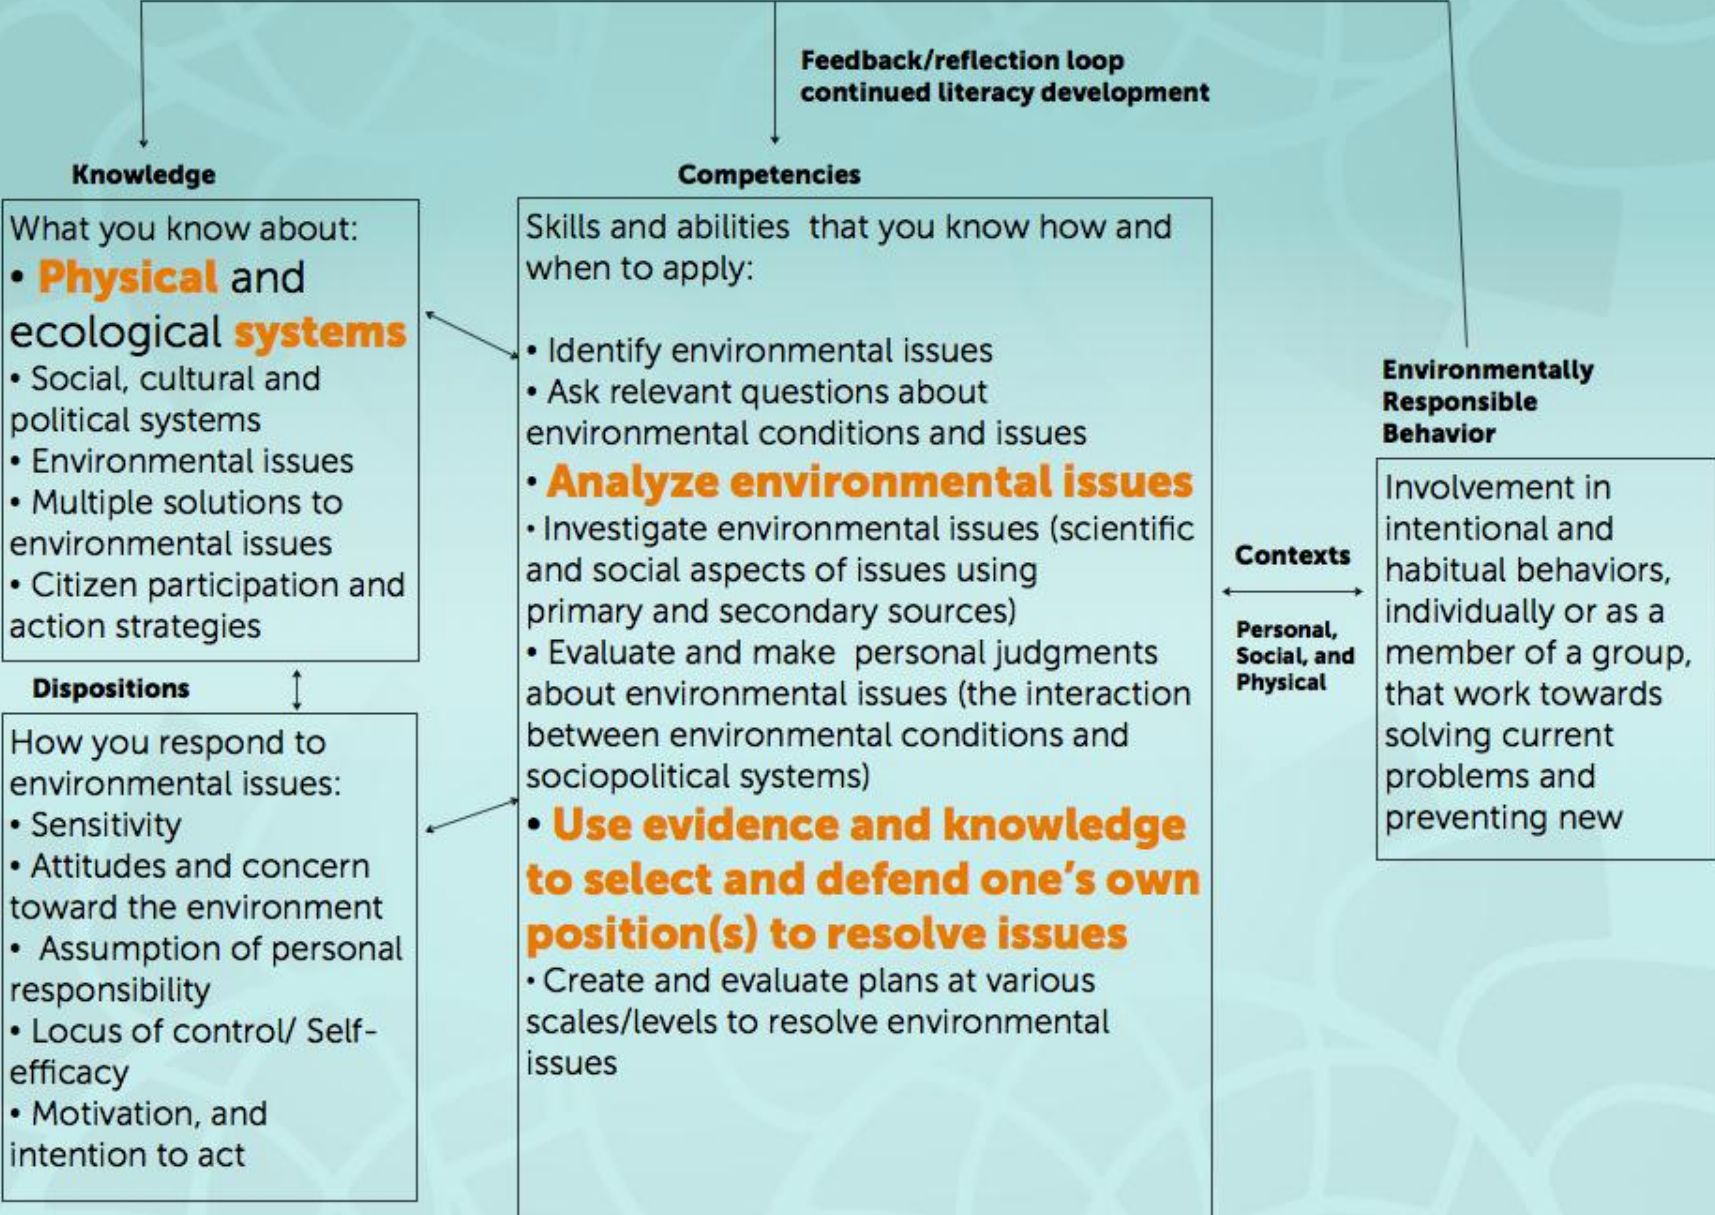 Feedback/reflection loop
continued literacy development
Knowledge
What you know about:
• Physical and
ecological systems
• Social, cultural and
political systems
• Environmental issues
• Multiple solutions to
environmental issues
• Citizen participation and
action strategies
Dispositions
How you respond to
environmental issues:
• Sensitivity
• Attitudes and concern
toward the environment
• Assumption of personal
responsibility
• Locus of control/ Self-
efficacy
• Motivation, and
intention to act
Competencies
Skills and abilities that you know how and
when to apply:
• Identify environmental issues
• Ask relevant questions about
environmental conditions and issues
• Analyze environmental issues
• Investigate environmental issues (scientific
and social aspects of issues using
primary and secondary sources)
• Evaluate and make personal judgments
about environmental issues (the interaction
between environmental conditions and
sociopolitical systems)
• Use evidence and knowledge
to select and defend one's own
position(s) to resolve issues
• Create and evaluate plans at various
scales/levels to resolve environmental
issues
Contexts
Personal,
Social, and
Physical
Environmentally
Responsible
Behavior
Involvement in
intentional and
habitual behaviors,
individually or as a
member of a group,
that work towards
solving current
problems and
preventing new